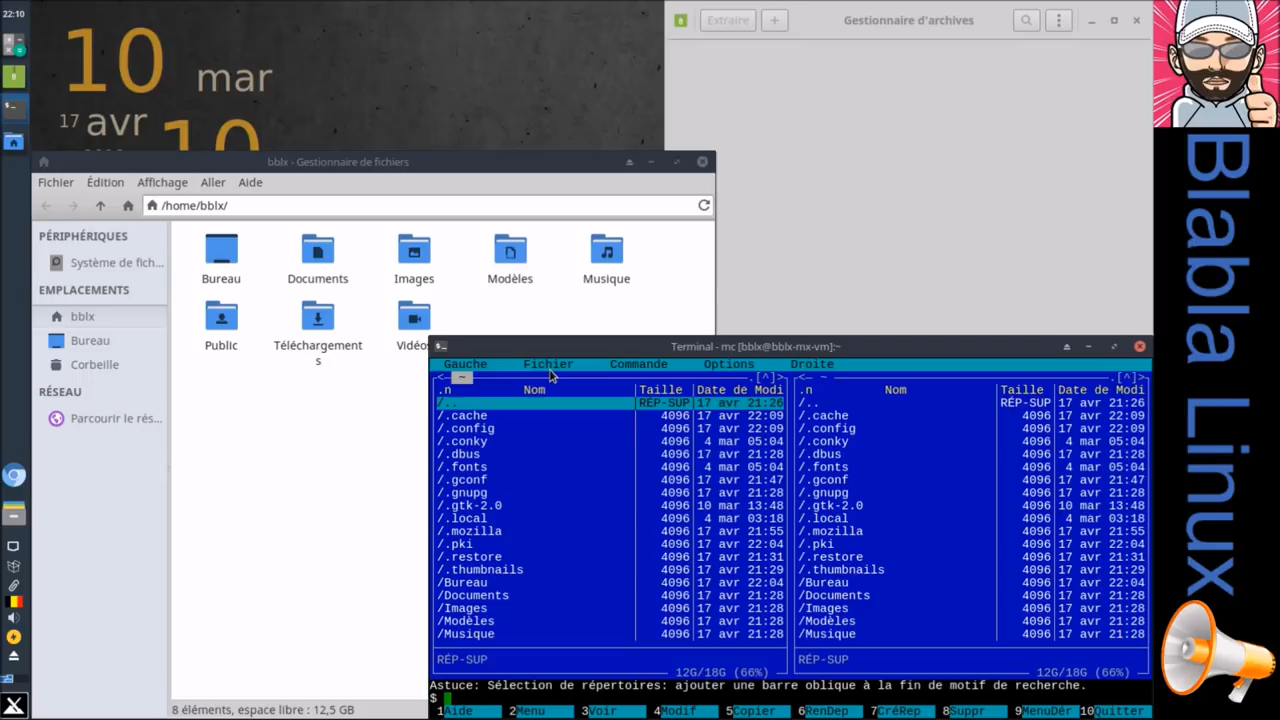 22:10
10 mar
17 avr
10
Extraire
Gestionnaire d'archives
bblx - Gestionnaire de fichiers
Fichier Édition Affichage Aller Aide
/home/bblx/
PÉRIPHÉRIQUES
Système de fich...
EMPLACEMENTS
bblx
Bureau
Corbeille
RÉSEAU
Parcourir le rés...
Bureau Documents Images Modèles Musique
Public Téléchargement
s
Vidéos
8 éléments, espace libre : 12,5 GB
Terminal - mc [bblx@bblx-mx-vm]:~
Gauche Fichier Commande Options Droite
<— ~ .[^]> <— ~ .[^]>
.n Nom Taille Date de Modi .n Nom Taille Date de Modi
/.. RÉP-SUP 17 avr 21:26 /.. RÉP-SUP 17 avr 21:26
/.cache 4096 17 avr 22:09 /.cache 4096 17 avr 22:09
/.config 4096 17 avr 22:09 /.config 4096 17 avr 22:09
/.conky 4096 4 mar 05:04 /.conky 4096 4 mar 05:04
/.dbus 4096 17 avr 21:28 /.dbus 4096 17 avr 21:28
/.fonts 4096 4 mar 05:04 /.fonts 4096 4 mar 05:04
/.gconf 4096 17 avr 21:47 /.gconf 4096 17 avr 21:47
/.gnupg 4096 17 avr 21:28 /.gnupg 4096 17 avr 21:28
/.gtk-2.0 4096 10 mar 13:48 /.gtk-2.0 4096 10 mar 13:48
/.local 4096 4 mar 03:18 /.local 4096 4 mar 03:18
/.mozilla 4096 17 avr 21:55 /.mozilla 4096 17 avr 21:55
/.pki 4096 17 avr 22:04 /.pki 4096 17 avr 22:04
/.restore 4096 17 avr 21:31 /.restore 4096 17 avr 21:31
/.thumbnails 4096 17 avr 21:29 /.thumbnails 4096 17 avr 21:29
/Bureau 4096 17 avr 22:04 /Bureau 4096 17 avr 22:04
/Documents 4096 17 avr 21:28 /Documents 4096 17 avr 21:28
/Images 4096 17 avr 21:28 /Images 4096 17 avr 21:28
/Modèles 4096 17 avr 21:28 /Modèles 4096 17 avr 21:28
/Musique 4096 17 avr 21:28 /Musique 4096 17 avr 21:28
RÉP-SUP RÉP-SUP
12G/18G (66%) 12G/18G (66%)
Astuce: Sélection de répertoires: ajouter une barre oblique à la fin de motif de recherche.
$
1Aide 2Menu 3Voir 4Modif 5Copier 6RenDép 7CréRép 8Suppr 9MenuDér 10Quitter
Blabla Linux